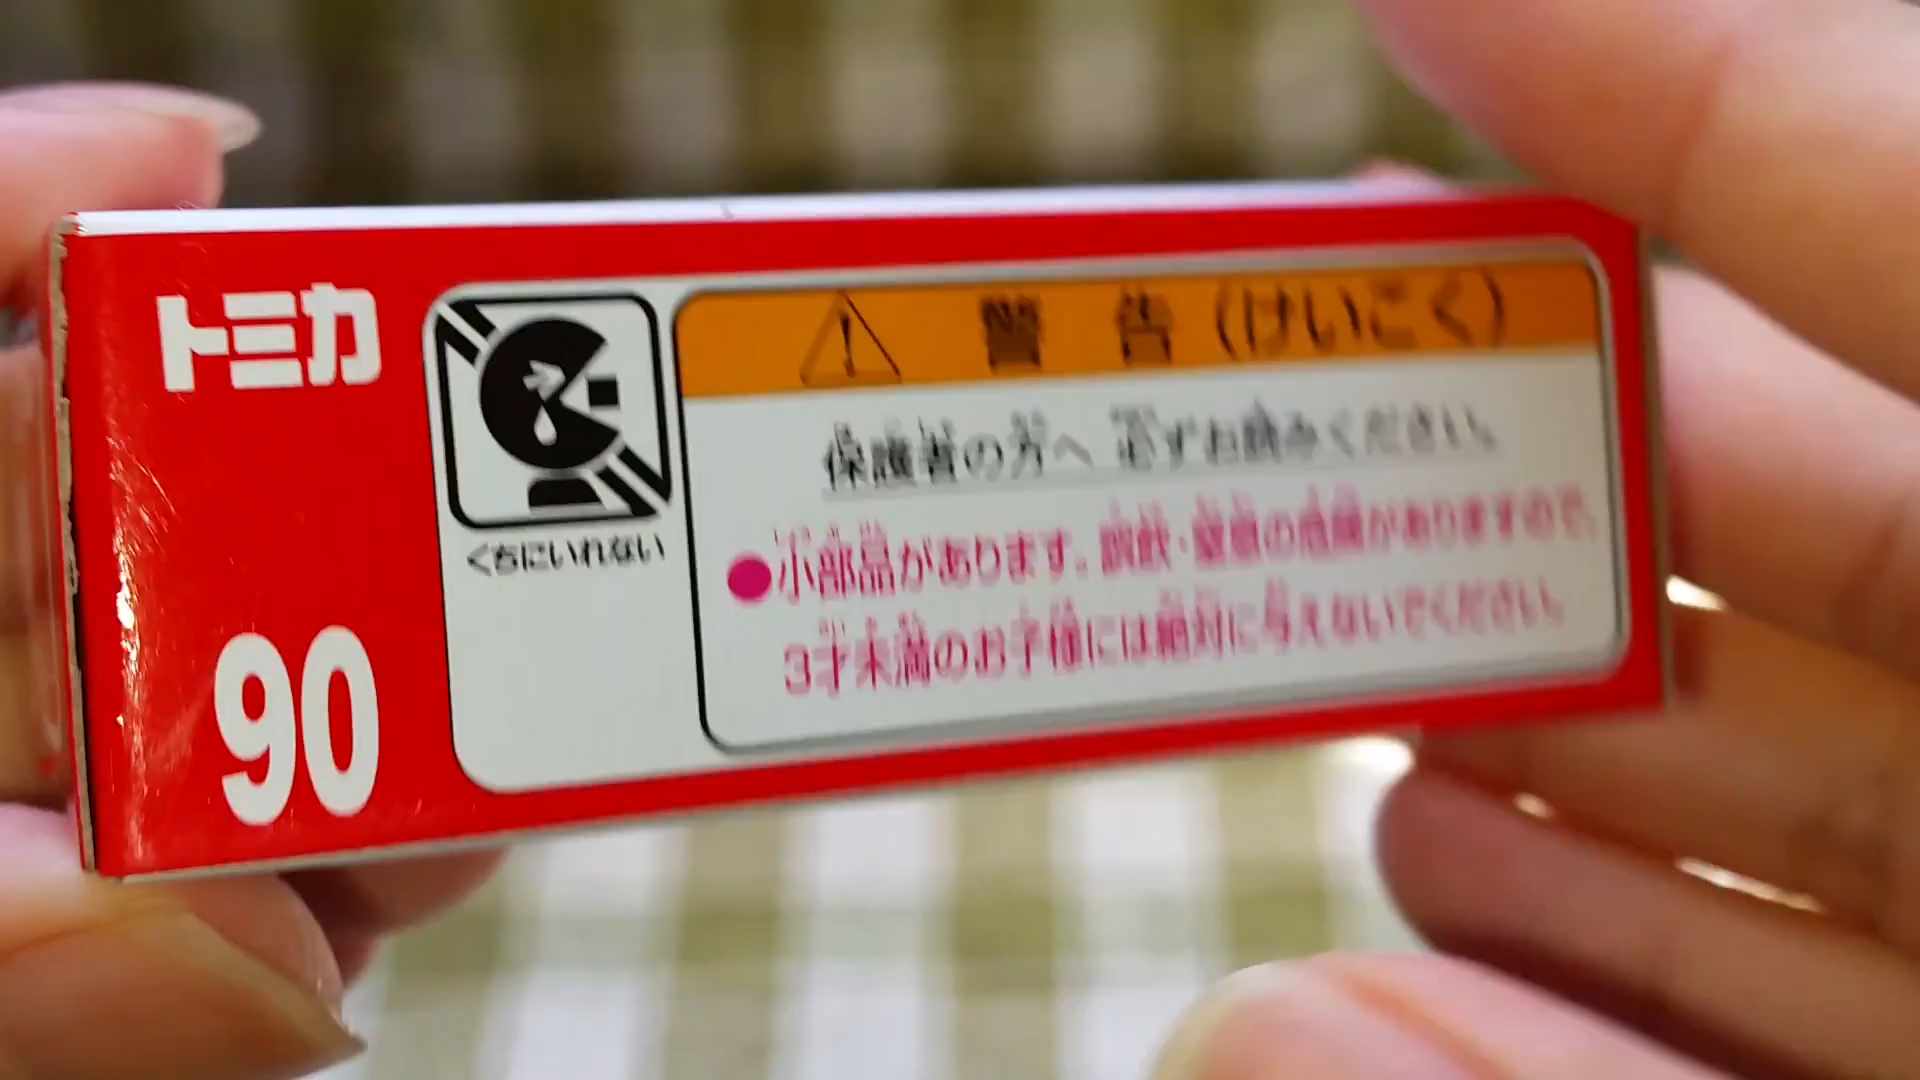 トミカ
90
くちにいれない
警告(けいこく)
保護者の方へ 必ずお読みください。
●小部品があります。誤飲・窒息の危険がありますので、
3才未満のお子様には絶対に与えないでください。